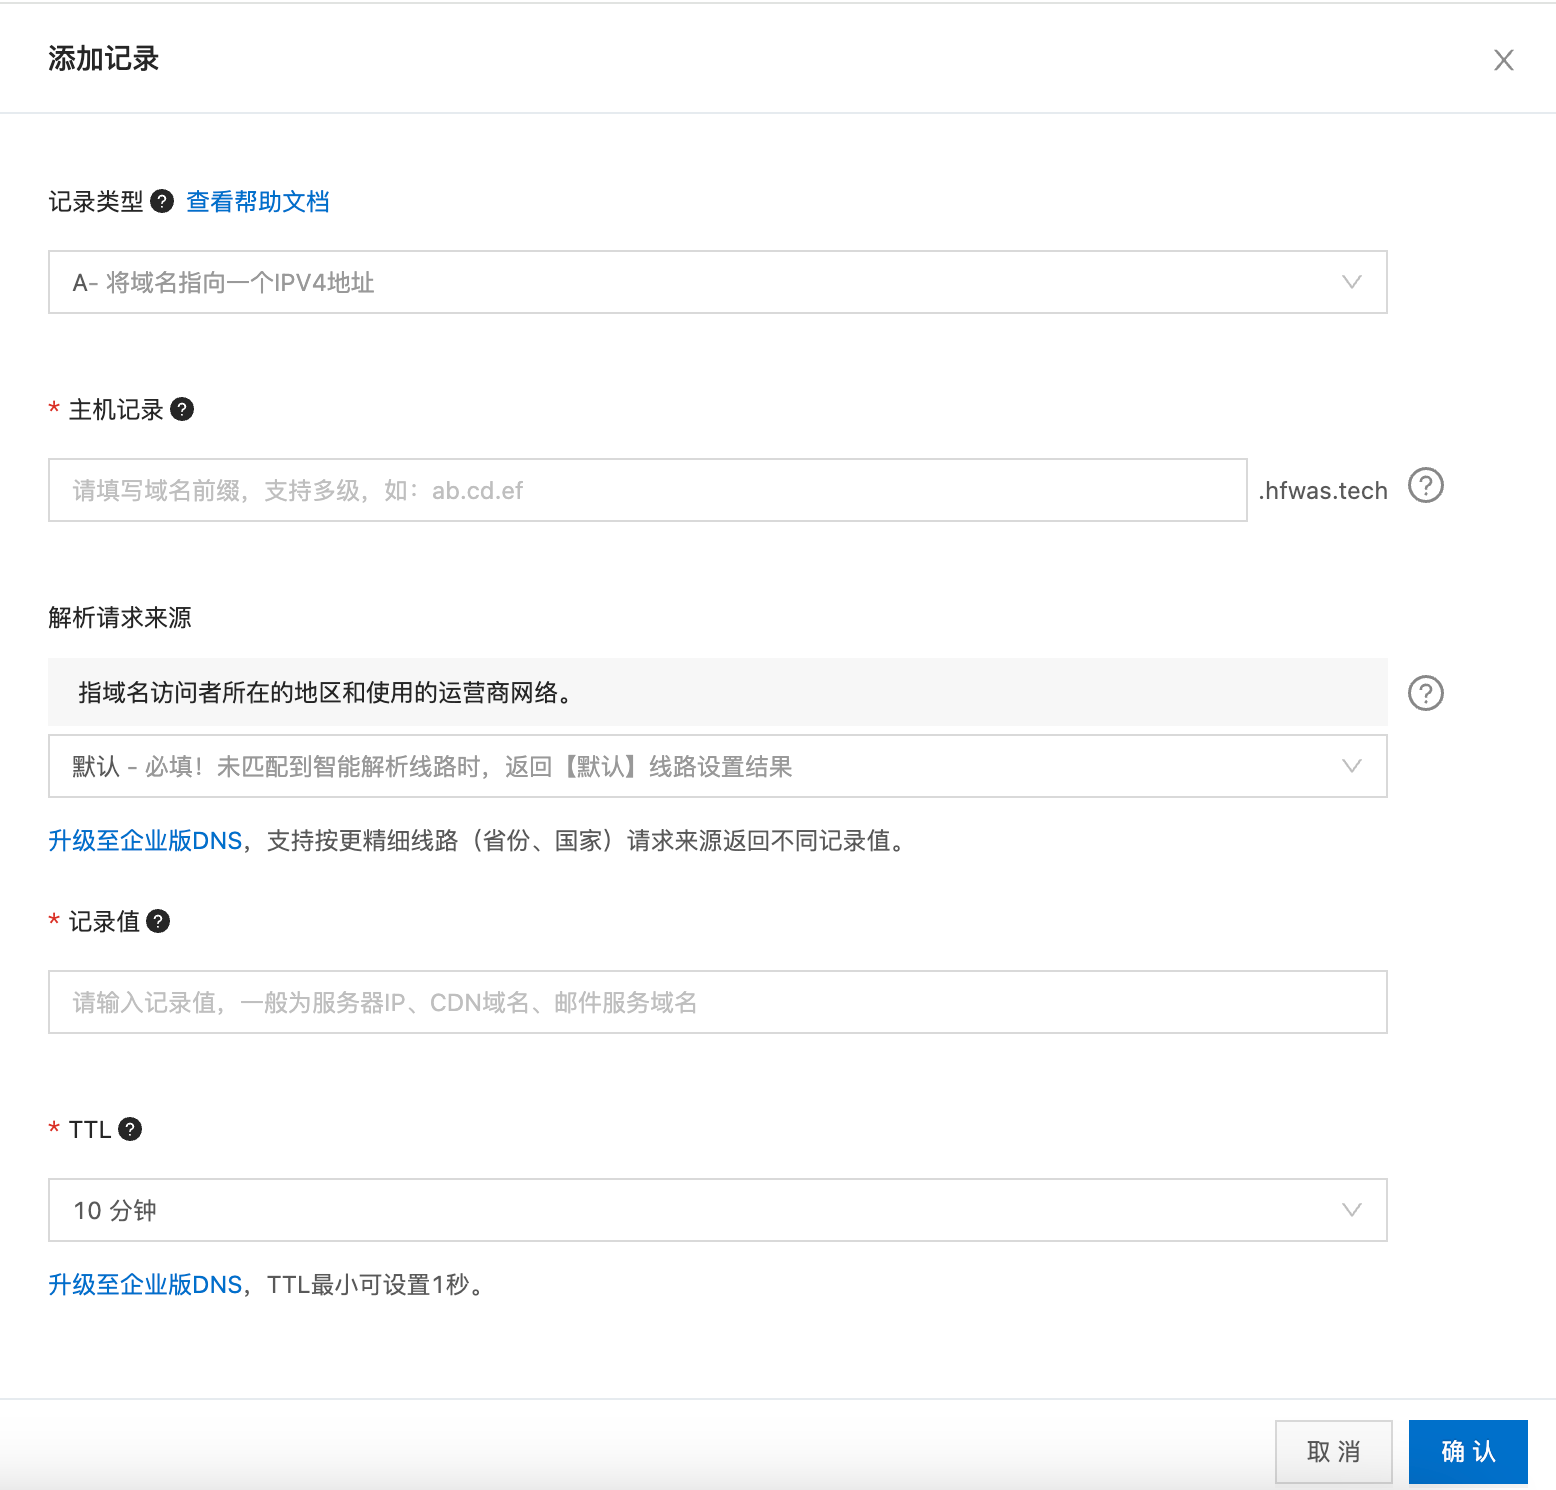 添加记录
记录类型 ? 查看帮助文档
A- 将域名指向一个IPV4地址
* 主机记录 ?
请填写域名前缀，支持多级，如：ab.cd.ef .hfwas.tech ?
解析请求来源
指域名访问者所在的地区和使用的运营商网络。 ?
默认 - 必填！未匹配到智能解析线路时，返回【默认】线路设置结果
升级至企业版DNS，支持按更精细线路（省份、国家）请求来源返回不同记录值。
* 记录值 ?
请输入记录值，一般为服务器IP、CDN域名、邮件服务域名
* TTL ?
10 分钟
升级至企业版DNS，TTL最小可设置1秒。
取 消 确 认